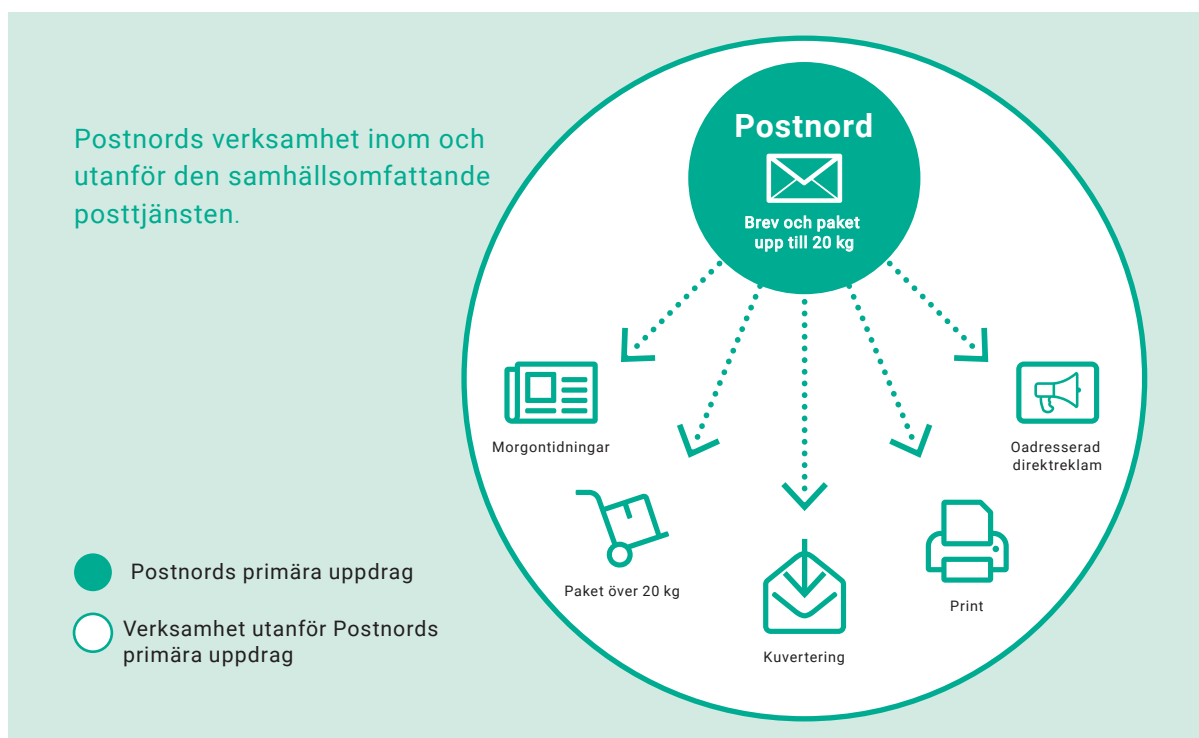 Postnords verksamhet inom och
utanför den samhällsomfattande
posttjänsten.
Postnord
Brev och paket
upp till 20 kg
Morgontidningar
Oadresserad
direktreklam
Paket över 20 kg
Print
Kuvertering
Postnords primära uppdrag
Verksamhet utanför Postnords
primära uppdrag